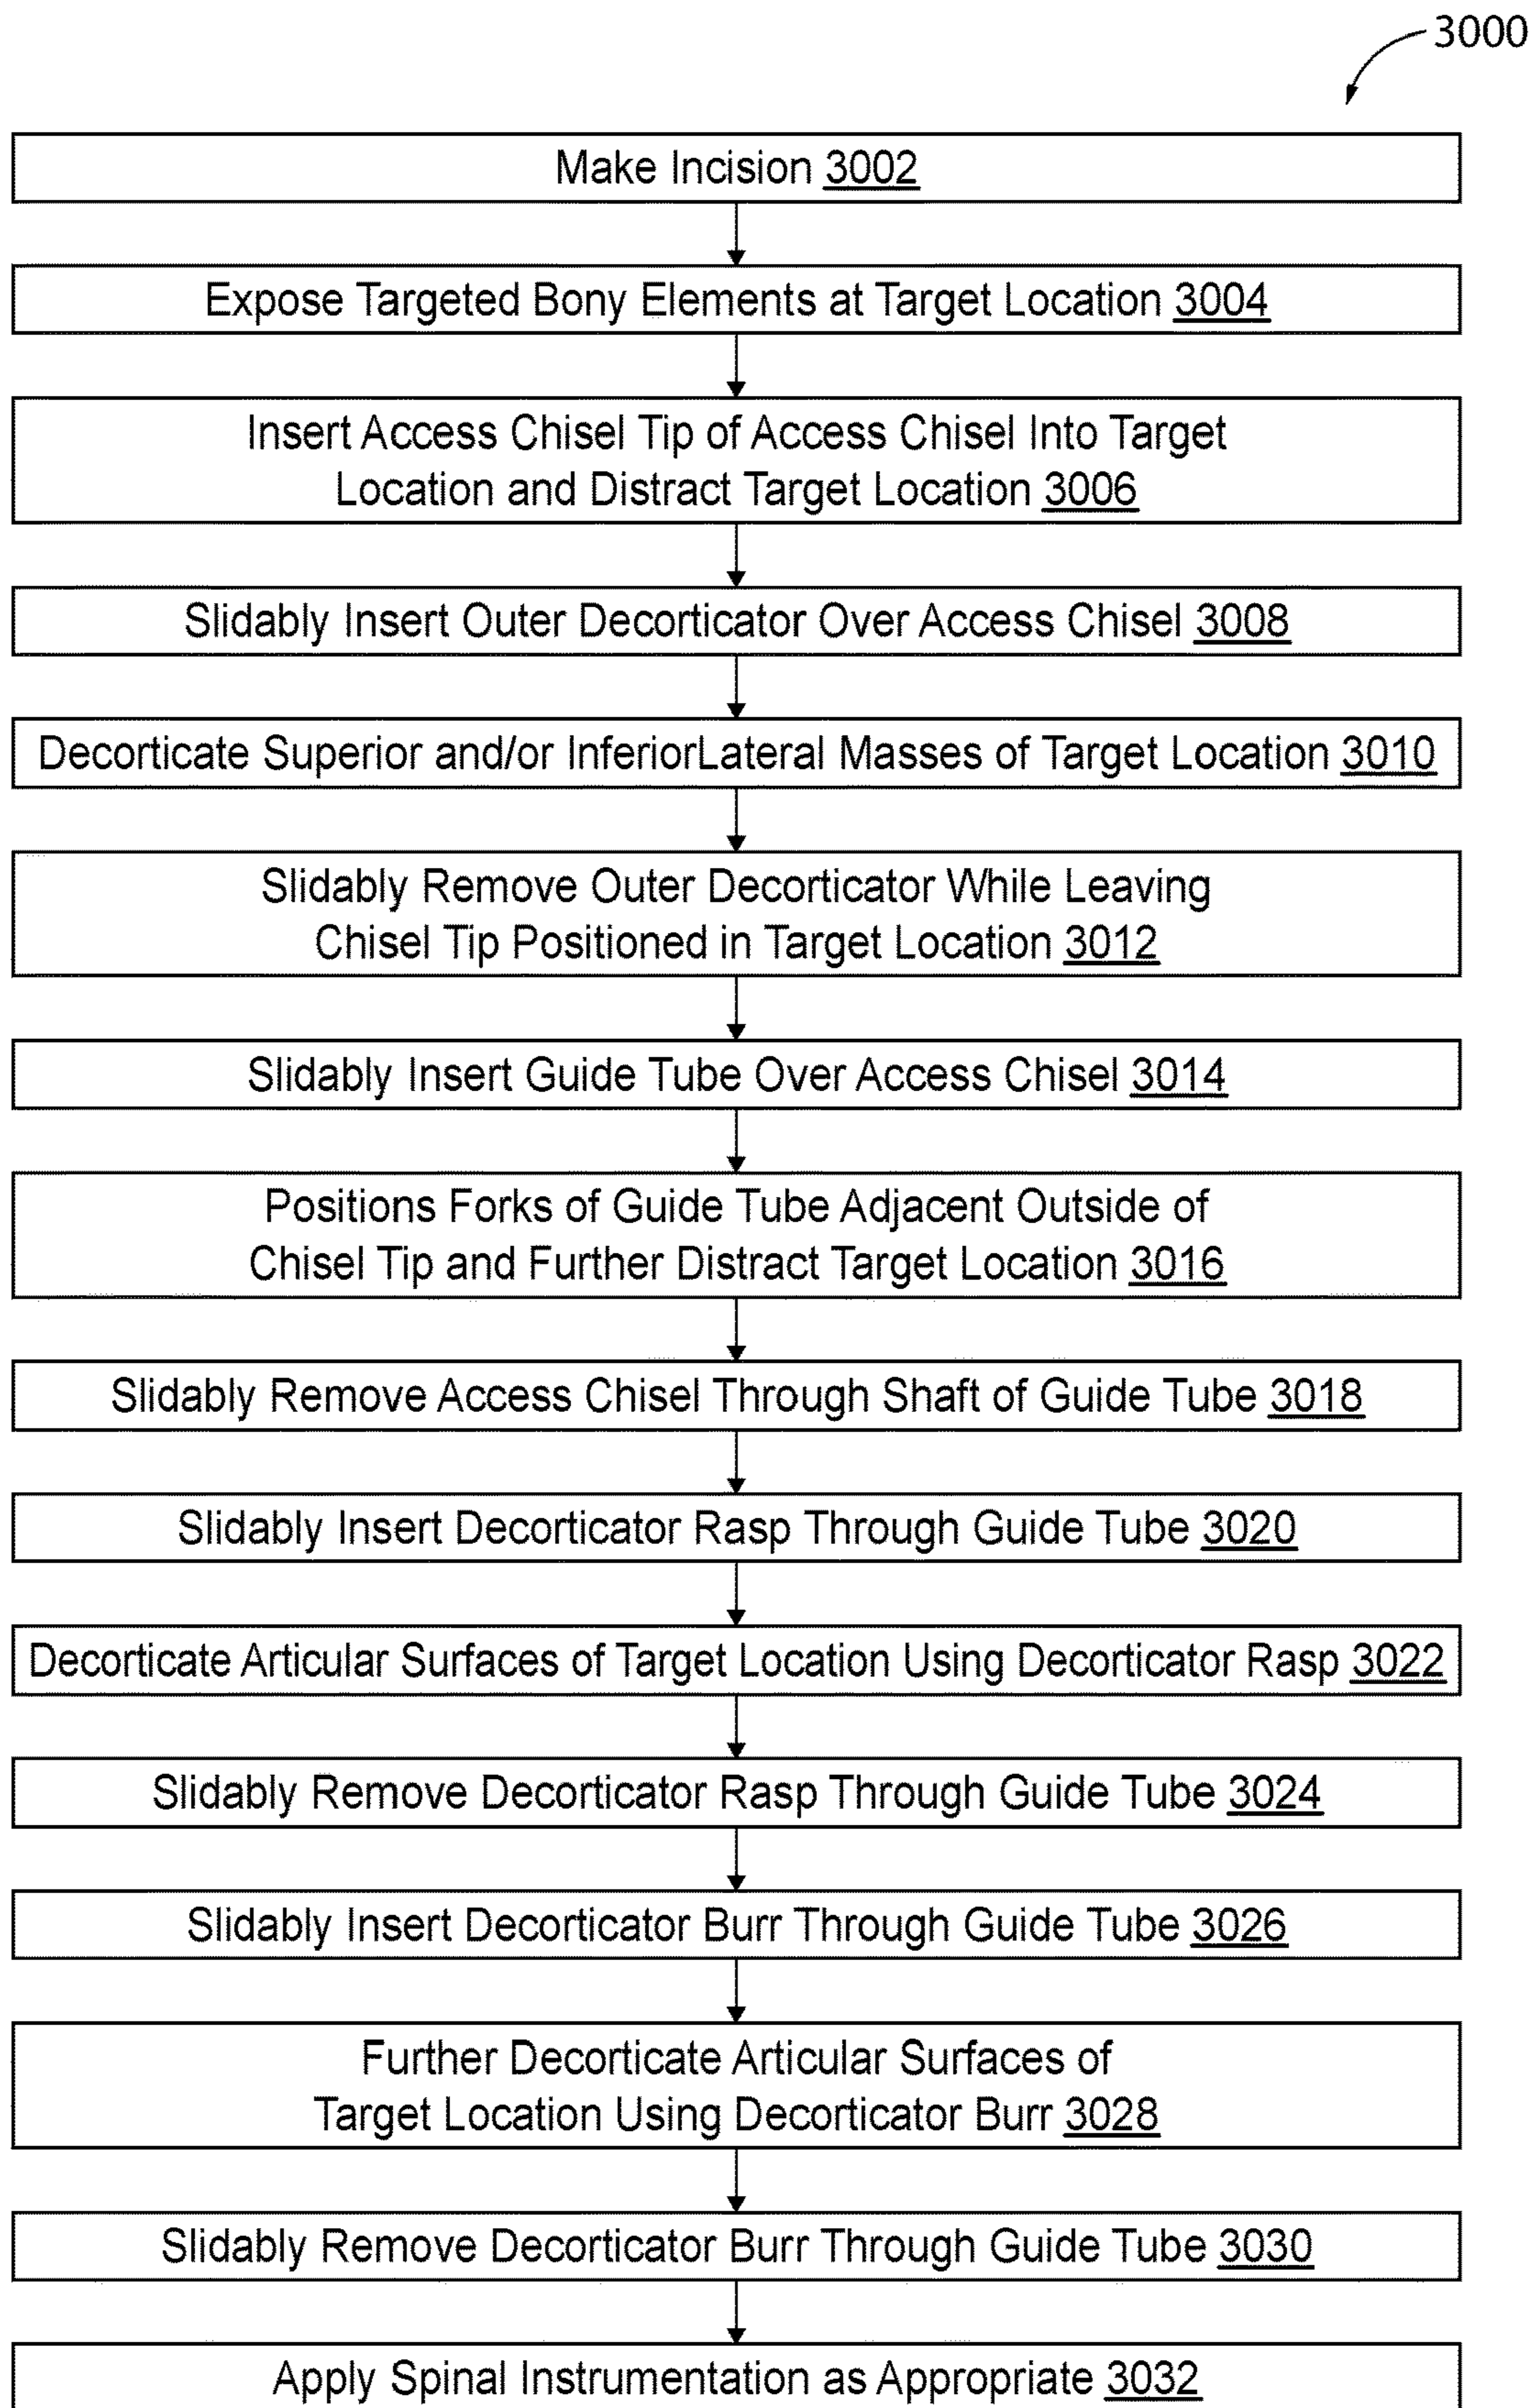 3000
Make Incision 3002
Expose Targeted Bony Elements at Target Location 3004
Insert Access Chisel Tip of Access Chisel Into Target
Location and Distract Target Location 3006
Slidably Insert Outer Decorticator Over Access Chisel 3008
Decorticate Superior and/or InferiorLateral Masses of Target Location 3010
Slidably Remove Outer Decorticator While Leaving
Chisel Tip Positioned in Target Location 3012
Slidably Insert Guide Tube Over Access Chisel 3014
Positions Forks of Guide Tube Adjacent Outside of
Chisel Tip and Further Distract Target Location 3016
Slidably Remove Access Chisel Through Shaft of Guide Tube 3018
Slidably Insert Decorticator Rasp Through Guide Tube 3020
Decorticate Articular Surfaces of Target Location Using Decorticator Rasp 3022
Slidably Remove Decorticator Rasp Through Guide Tube 3024
Slidably Insert Decorticator Burr Through Guide Tube 3026
Further Decorticate Articular Surfaces of
Target Location Using Decorticator Burr 3028
Slidably Remove Decorticator Burr Through Guide Tube 3030
Apply Spinal Instrumentation as Appropriate 3032